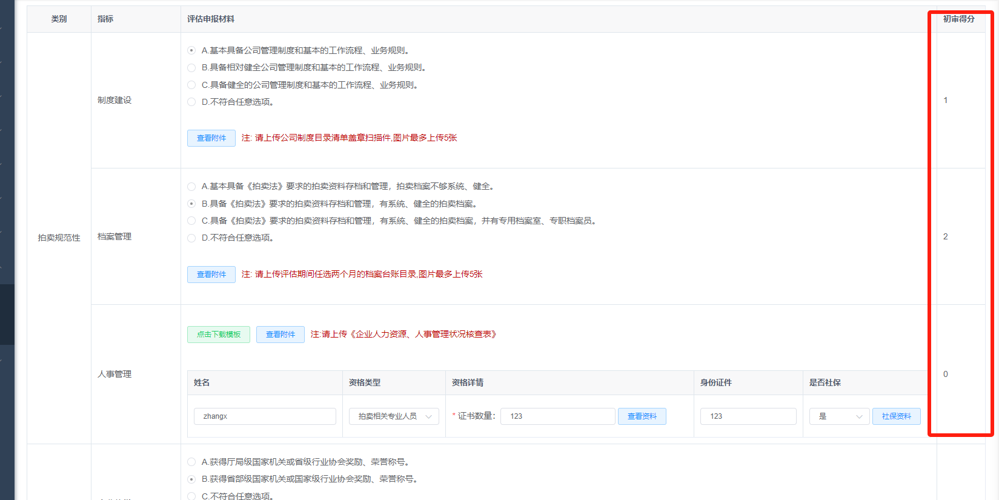 类别 指标 评估申报材料 初审得分
拍卖规范性
制度建设
A.基本具备公司管理制度和基本的工作流程、业务规则。
B.具备相对健全公司管理制度和基本的工作流程、业务规则。
C.具备健全的公司管理制度和基本的工作流程、业务规则。
D.不符合任意选项。
查看附件 注: 请上传公司制度目录清单盖章扫描件,图片最多上传5张
1
档案管理
A.基本具备《拍卖法》要求的拍卖资料存档和管理，拍卖档案不够系统、健全。
B.具备《拍卖法》要求的拍卖资料存档和管理，有系统、健全的拍卖档案。
C.具备《拍卖法》要求的拍卖资料存档和管理，有系统、健全的拍卖档案，并有专用档案室、专职档案员。
D.不符合任意选项。
查看附件 注: 请上传评估期间任选两个月的档案台账目录,图片最多上传5张
2
人事管理
点击下载模板 查看附件 注:请上传《企业人力资源、人事管理状况核查表》
姓名 资格类型 资格详情 身份证件 是否社保
zhangx 拍卖相关专业人员 * 证书数量: 123 查看资料 123 是 社保资料
0
A.获得厅局级国家机关或省级行业协会奖励、荣誉称号。
B.获得省部级国家机关或国家级行业协会奖励、荣誉称号。
C.不符合任意选项。